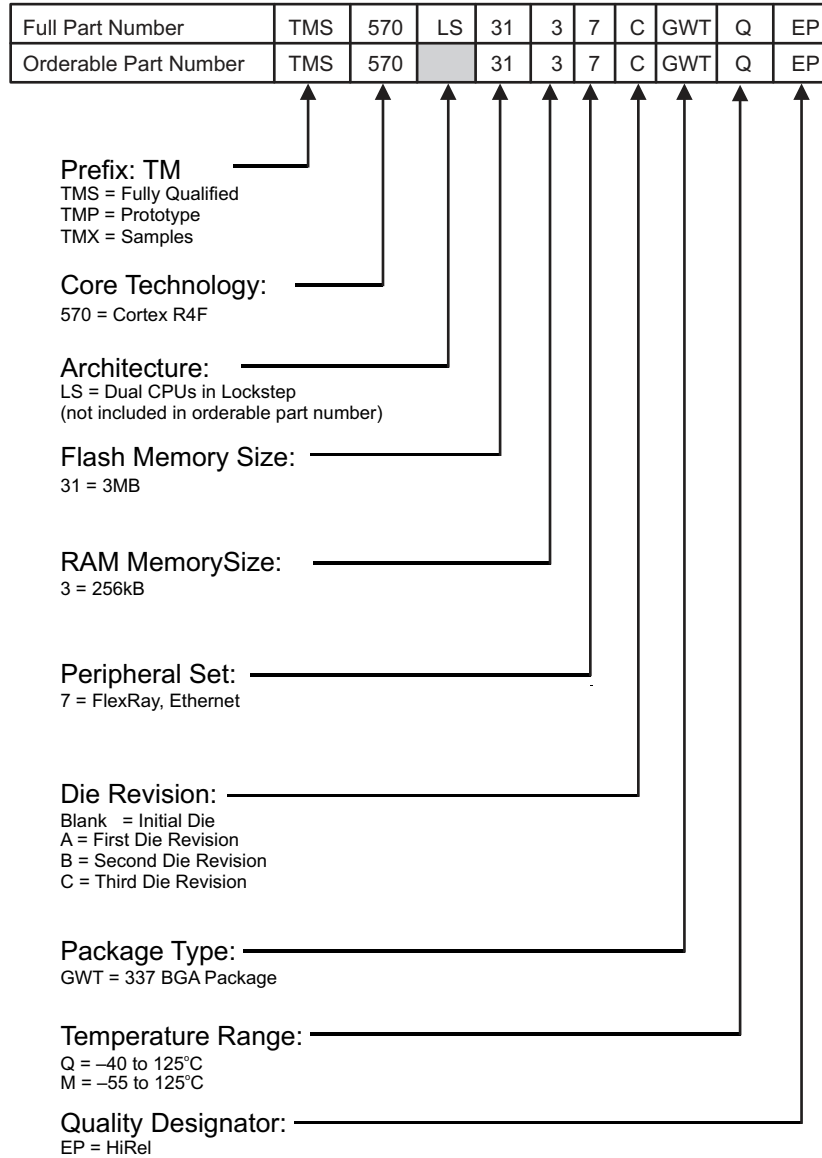 Full Part Number TMS 570 LS 31 3 7 C GWT Q EP
Orderable Part Number TMS 570 31 3 7 C GWT Q EP
Prefix: TM
TMS = Fully Qualified
TMP = Prototype
TMX = Samples
Core Technology:
570 = Cortex R4F
Architecture:
LS = Dual CPUs in Lockstep
(not included in orderable part number)
Flash Memory Size:
31 = 3MB
RAM MemorySize:
3 = 256kB
Peripheral Set:
7 = FlexRay, Ethernet
Die Revision:
Blank = Initial Die
A = First Die Revision
B = Second Die Revision
C = Third Die Revision
Package Type:
GWT = 337 BGA Package
Temperature Range:
Q = –40 to 125°C
M = –55 to 125°C
Quality Designator:
EP = HiRel